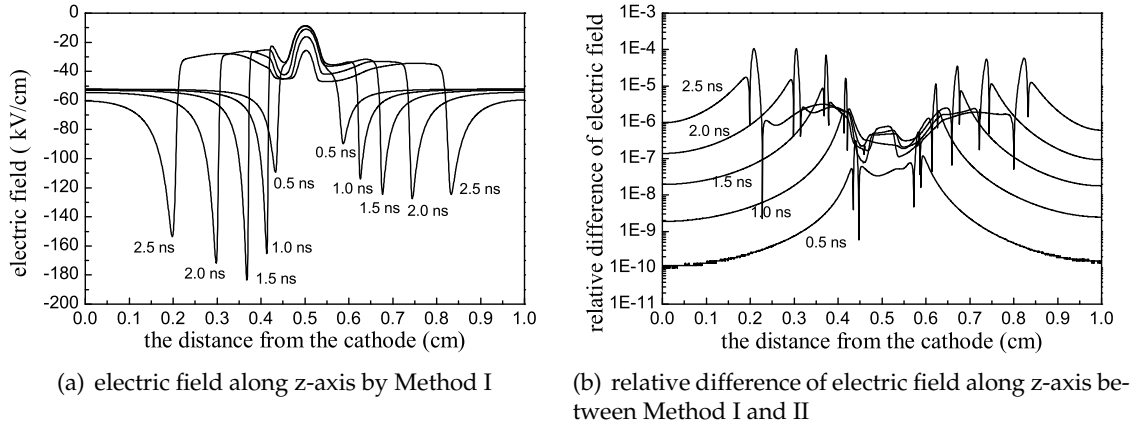 0
-20
-40
-60
-80
-100
-120
-140
-160
-180
-200
0.0 0.1 0.2 0.3 0.4 0.5 0.6 0.7 0.8 0.9 1.0
electric field ( kV/cm)
the distance from the cathode (cm)
0.5 ns
0.5 ns
1.0 ns
1.5 ns
2.0 ns
2.5 ns
2.5 ns
2.0 ns
1.0 ns
1.5 ns
(a) electric field along z-axis by Method I
1E-3
1E-4
1E-5
1E-6
1E-7
1E-8
1E-9
1E-10
1E-11
0.0 0.1 0.2 0.3 0.4 0.5 0.6 0.7 0.8 0.9 1.0
relative difference of electric field
the distance from the cathode (cm)
2.5 ns
2.0 ns
1.5 ns
1.0 ns
0.5 ns
(b) relative difference of electric field along z-axis be-
tween Method I and II